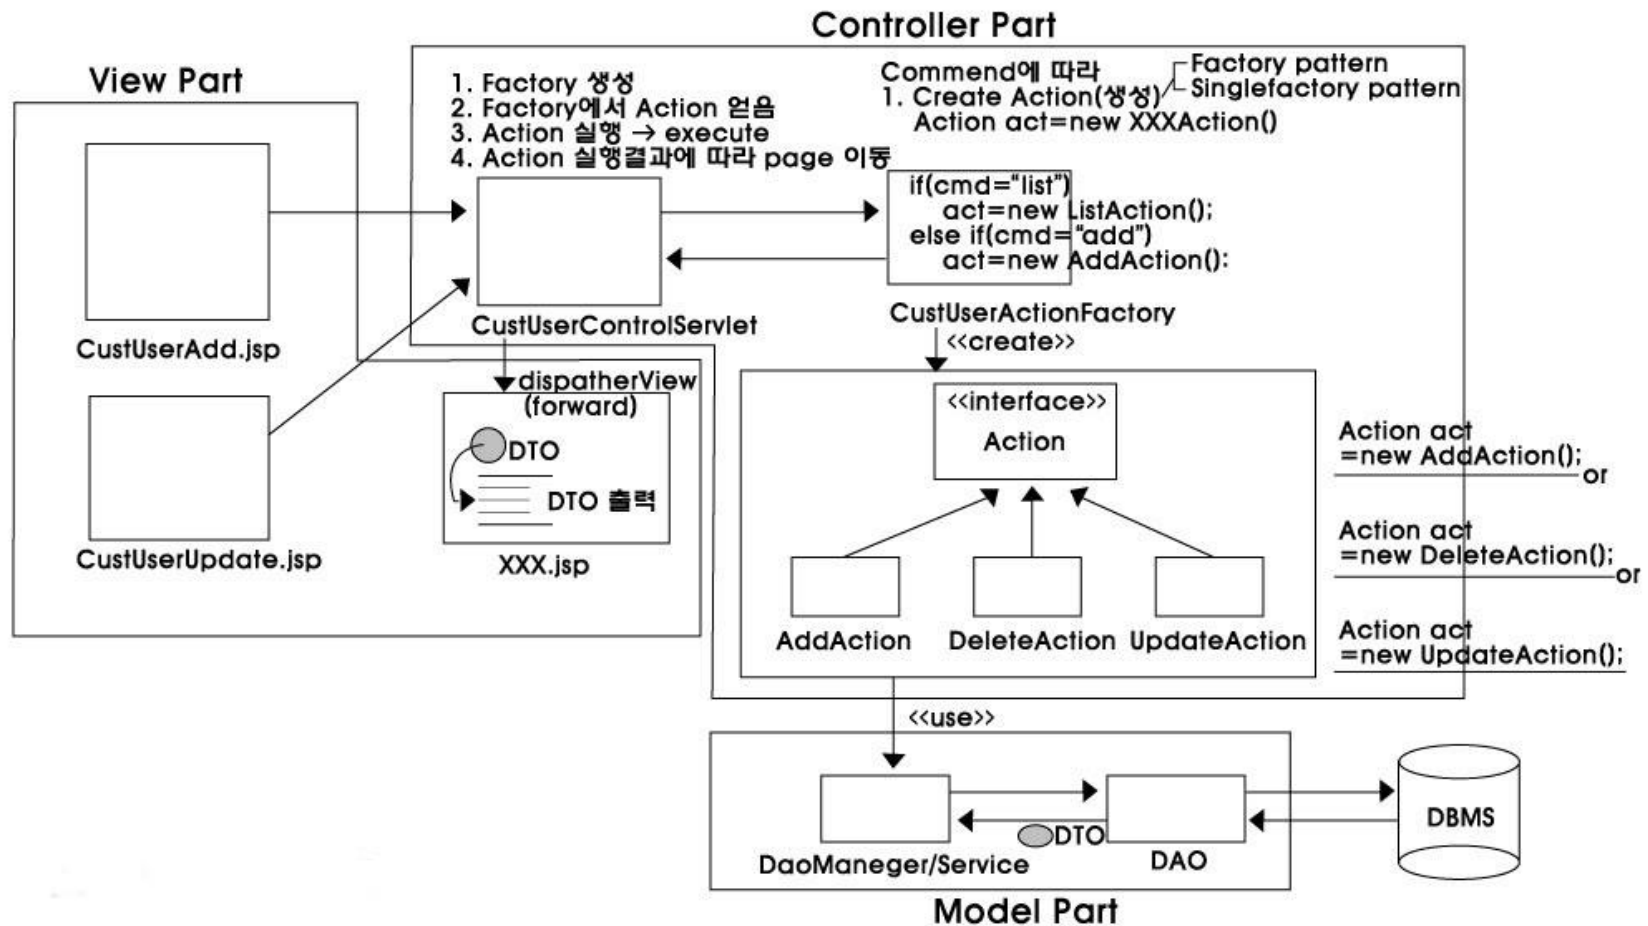 Controller Part
View Part
1. Factory 생성
2. Factory에서 Action 얻음
3. Action 실행 → execute
4. Action 실행결과에 따라 page 이동
Commend에 따라
1. Create Action(생성)
Action act=new XXXAction()
Factory pattern
Singlefactory pattern
if(cmd="list")
act=new ListAction();
else if(cmd="add")
act=new AddAction():
CustUserAdd.jsp
CustUserControlServlet
CustUserActionFactory
<<create>>
dispatherView
(forward)
DTO
DTO 출력
XXX.jsp
CustUserUpdate.jsp
<<interface>>
Action
AddAction
DeleteAction
UpdateAction
Action act
=new AddAction();
or
Action act
=new DeleteAction();
or
Action act
=new UpdateAction();
<<use>>
DaoManeger/Service
DTO
DAO
DBMS
Model Part